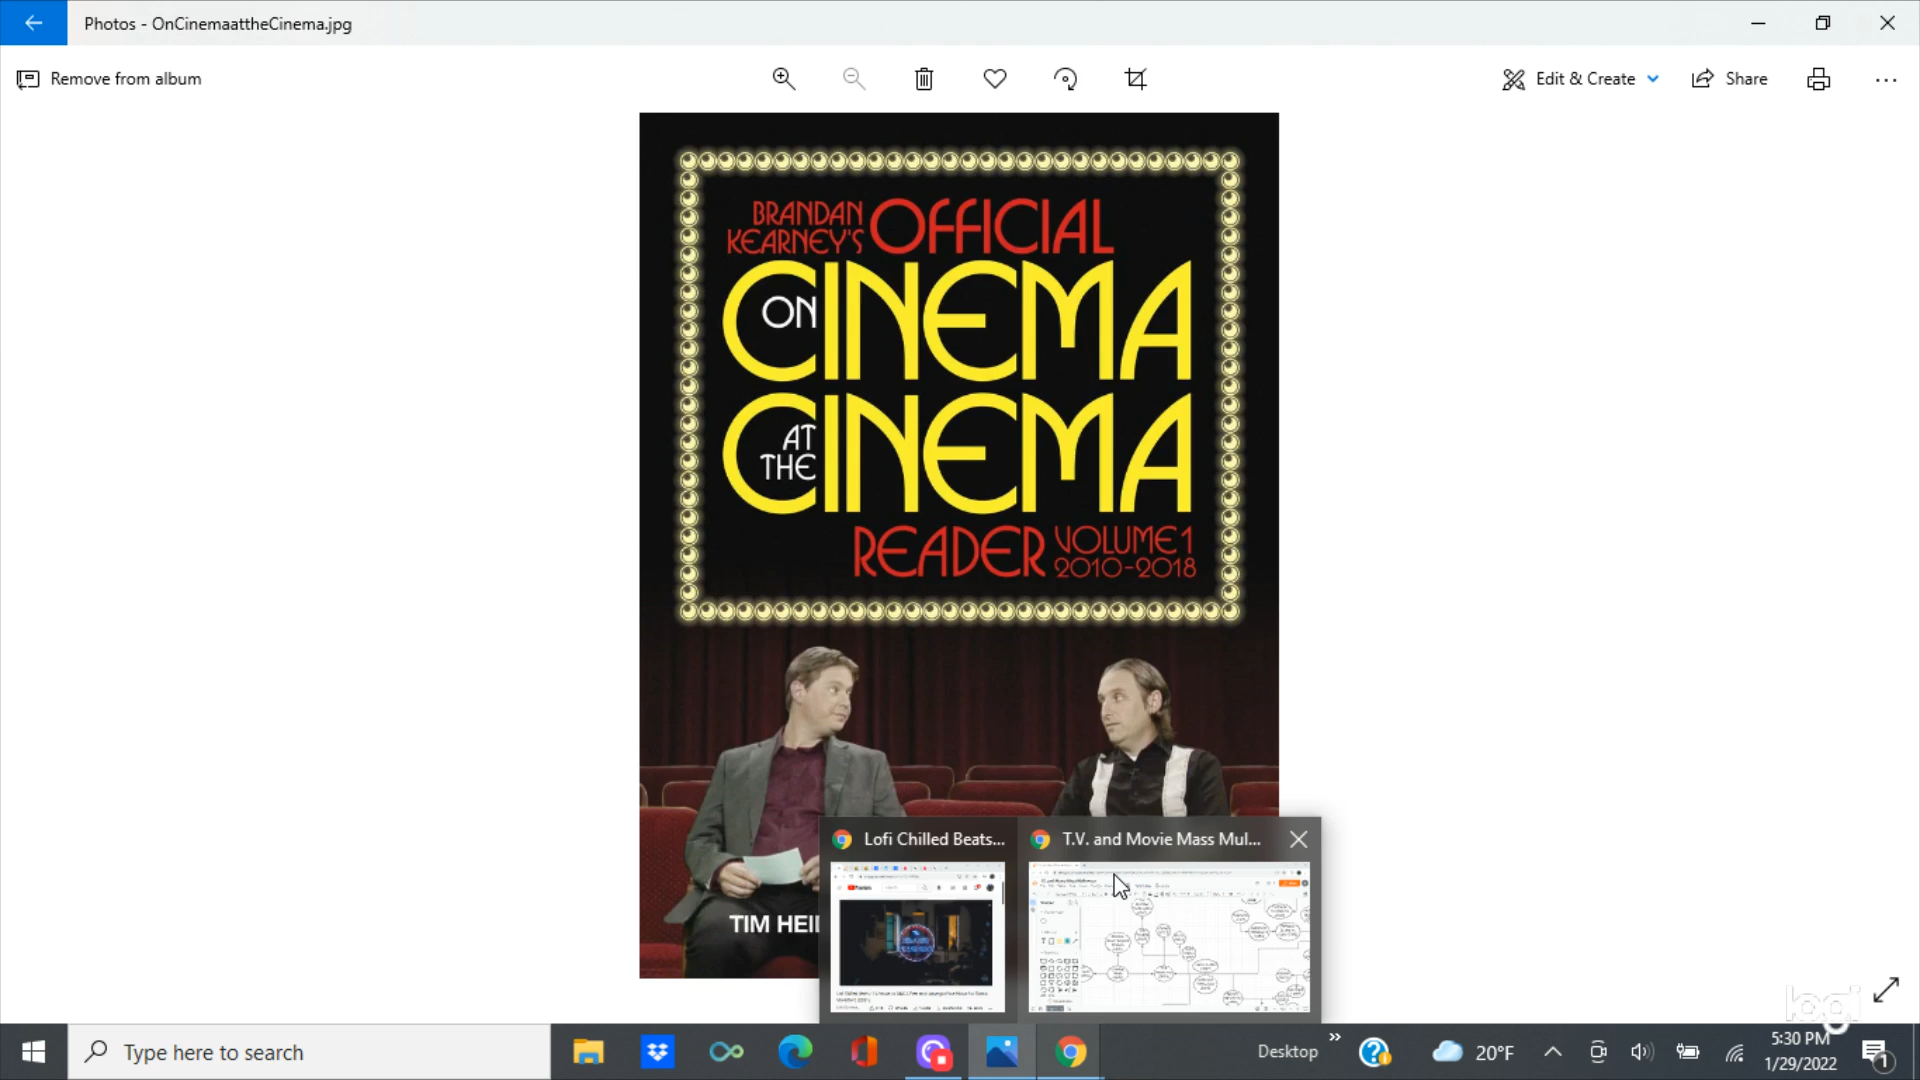 Photos - OnCinemaattheCinema.jpg
Remove from album
Edit & Create
Share
BRANDAN
KEARNEY'S
OFFICIAL
ON
CINEMA
AT
THE
CINEMA
READER
VOLUME 1
2010-2018
TIM HEI
Lofi Chilled Beats...
T.V. and Movie Mass Mul...
logi
Type here to search
Desktop
20°F
5:30 PM
1/29/2022
1